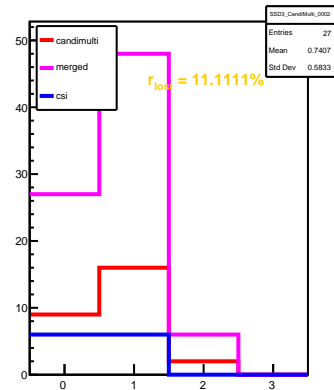 SSD3_CandiMulti_0002
Entries 27
Mean 0.7407
Std Dev 0.5833
candimulti
merged
csi
r_loss = 11.1111%
50
40
30
20
10
0
0 1 2 3